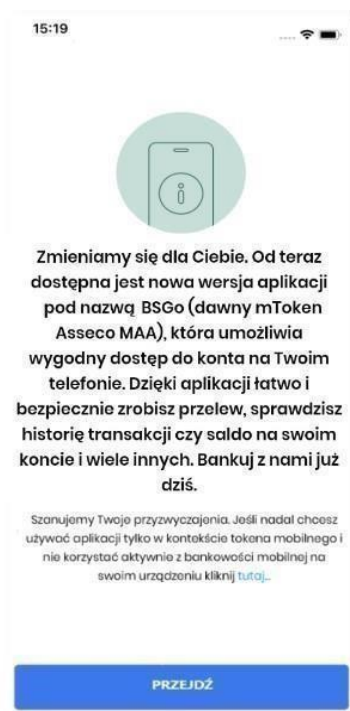 15:19
Zmieniamy się dla Ciebie. Od teraz
dostępna jest nowa wersja aplikacji
pod nazwą BSGo (dawny mToken
Asseco MAA), która umożliwia
wygodny dostęp do konta na Twoim
telefonie. Dzięki aplikacji łatwo i
bezpiecznie zrobisz przelew, sprawdzisz
historię transakcji czy saldo na swoim
koncie i wiele innych. Bankuj z nami już
dziś.
Szanujemy Twoje przyzwyczajenia. Jeśli nadal chcesz
używać aplikacji tylko w kontekście tokena mobilnego i
nie korzystać aktywnie z bankowości mobilnej na
swoim urządzeniu kliknij tutaj...
PRZEJDŹ